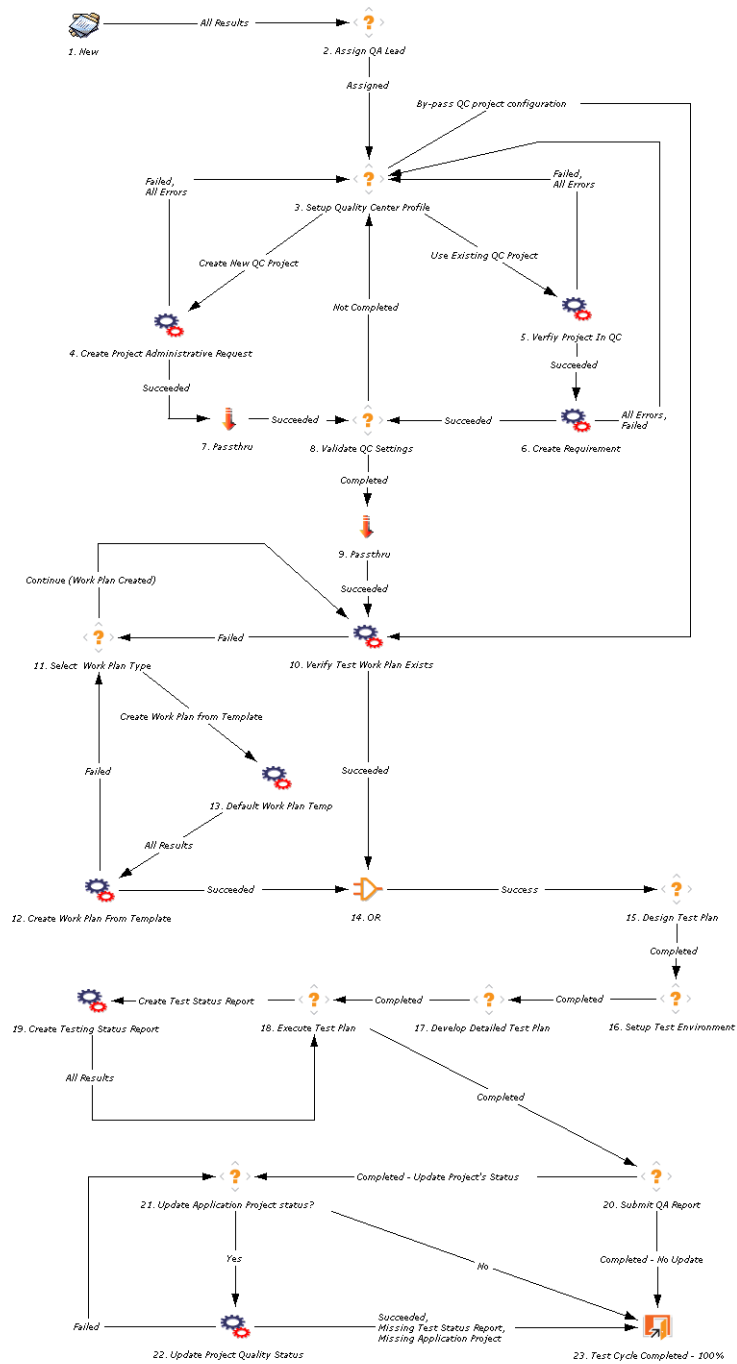 All Results
1. New
2. Assign QA Lead
Assigned
By-pass QC project configuration
Failed,
All Errors
Failed,
All Errors
3. Setup Quality Center Profile
Create New QC Project
Use Existing QC Project
Not Completed
4. Create Project Administrative Request
5. Verfiy Project In QC
Succeeded
Succeeded
7. Passthru
Succeeded
8. Validate QC Settings
Succeeded
6. Create Requirement
All Errors,
Failed
Completed
9. Passthru
Continue (Work Plan Created)
Succeeded
Failed
11. Select Work Plan Type
10. Verify Test Work Plan Exists
Create Work Plan from Template
Failed
Succeeded
13. Default Work Plan Temp
All Results
Succeeded
Success
12. Create Work Plan From Template
14. OR
15. Design Test Plan
Completed
Create Test Status Report
Completed
Completed
19. Create Testing Status Report
18. Execute Test Plan
17. Develop Detailed Test Plan
16. Setup Test Environment
All Results
Completed
Completed - Update Project's Status
21. Update Application Project status?
20. Submit QA Report
Yes
No
Completed - No Update
Failed
Succeeded,
Missing Test Status Report,
Missing Application Project
22. Update Project Quality Status
23. Test Cycle Completed - 100%